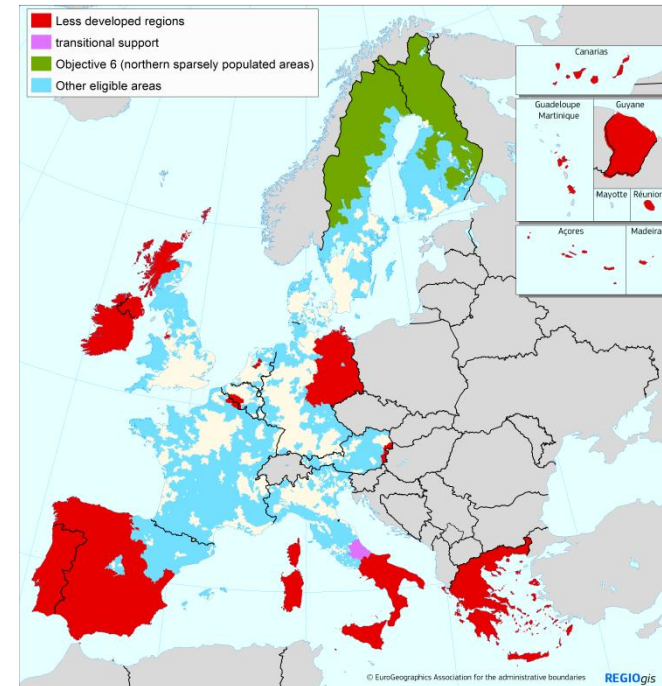 Less developed regions
transitional support
Objective 6 (northern sparsely populated areas)
Other eligible areas
Canarias
Guadeloupe
Martinique
Guyane
Mayotte
Réunion
Açores
Madeira
© EuroGeographics Association for the administrative boundaries
REGIOgis